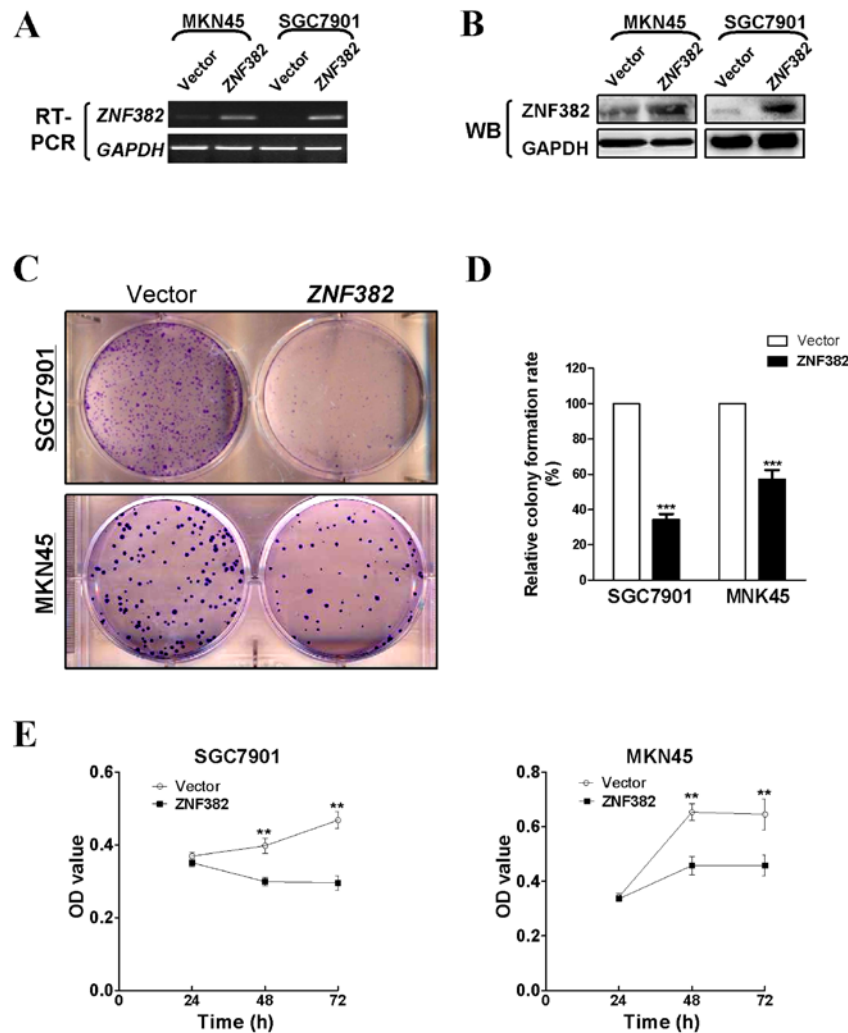 A
MKN45 SGC7901
Vector ZNF382 Vector ZNF382
RT-PCR
ZNF382
GAPDH
B
MKN45 SGC7901
Vector ZNF382 Vector ZNF382
WB
ZNF382
GAPDH
C
Vector ZNF382
SGC7901
MKN45
D
Vector
ZNF382
Relative colony formation rate
(%)
120
100
80
60
40
20
0
***
***
SGC7901 MNK45
E
SGC7901
Vector
ZNF382
OD value
0.6
0.4
0.2
0.0
** **
0 24 48 72
Time (h)
MKN45
Vector
ZNF382
OD value
0.8
0.6
0.4
0.2
0.0
** **
0 24 48 72
Time (h)